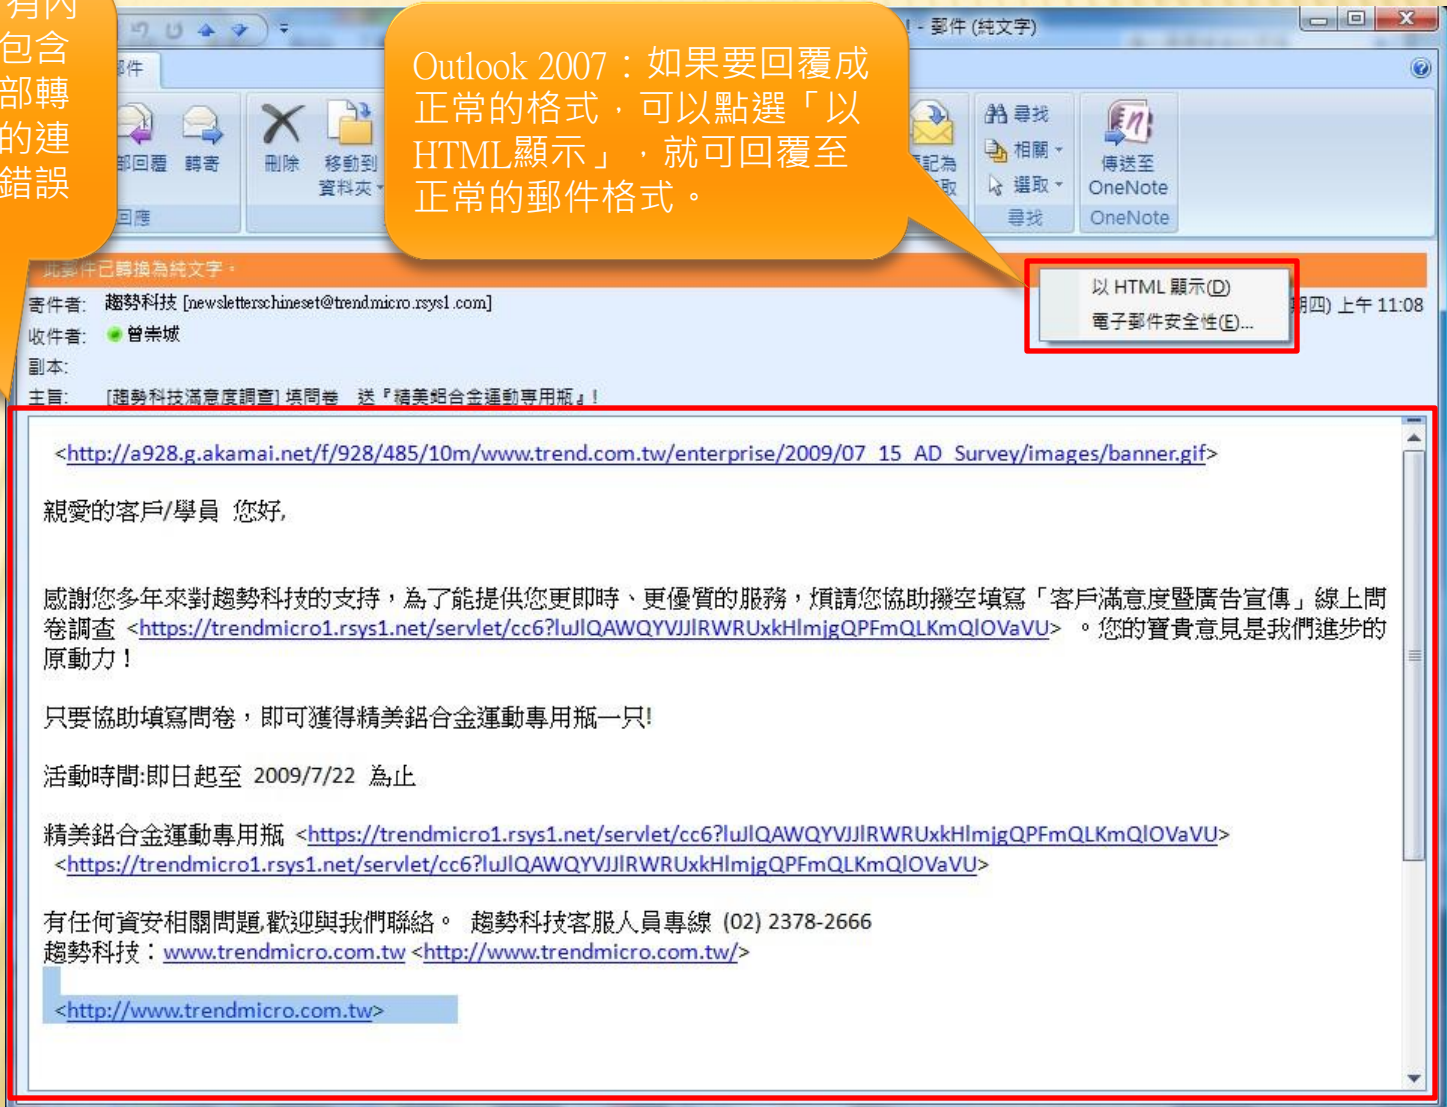 有內
包含
部轉
的連
錯誤
Outlook 2007：如果要回覆成
正常的格式，可以點選「以
HTML顯示」，就可回覆至
正常的郵件格式。
! - 郵件 (純文字)
郵件
部回覆
轉寄
刪除
移動到
資料夾
標記為
尋找
相關
選取
傳送至
OneNote
回應
尋找
OneNote
此郵件已轉換為純文字。
以 HTML 顯示(D)
電子郵件安全性(E)...
寄件者: 趨勢科技 [newsletterschineset@trendmicro.rsys1.com]
期四) 上午 11:08
收件者: 曾崇城
副本:
主旨: [趨勢科技滿意度調查] 填問卷 送『精美鋁合金運動專用瓶』!
<http://a928.g.akamai.net/f/928/485/10m/www.trend.com.tw/enterprise/2009/07_15_AD_Survey/images/banner.gif>
親愛的客戶/學員 您好,
感謝您多年來對趨勢科技的支持，為了能提供您更即時、更優質的服務，煩請您協助撥空填寫「客戶滿意度暨廣告宣傳」線上問
卷調查 <https://trendmicro1.rsys1.net/servlet/cc6?luJlQAWQYVJJlRWRUxkHlmjgQPFmQLKmQlOVaVU> 。您的寶貴意見是我們進步的
原動力！
只要協助填寫問卷，即可獲得精美鋁合金運動專用瓶一只!
活動時間:即日起至 2009/7/22 為止
精美鋁合金運動專用瓶 <https://trendmicro1.rsys1.net/servlet/cc6?luJlQAWQYVJJlRWRUxkHlmjgQPFmQLKmQlOVaVU>
<https://trendmicro1.rsys1.net/servlet/cc6?luJlQAWQYVJJlRWRUxkHlmjgQPFmQLKmQlOVaVU>
有任何資安相關問題,歡迎與我們聯絡。 趨勢科技客服人員專線 (02) 2378-2666
趨勢科技：www.trendmicro.com.tw <http://www.trendmicro.com.tw/>
<http://www.trendmicro.com.tw>